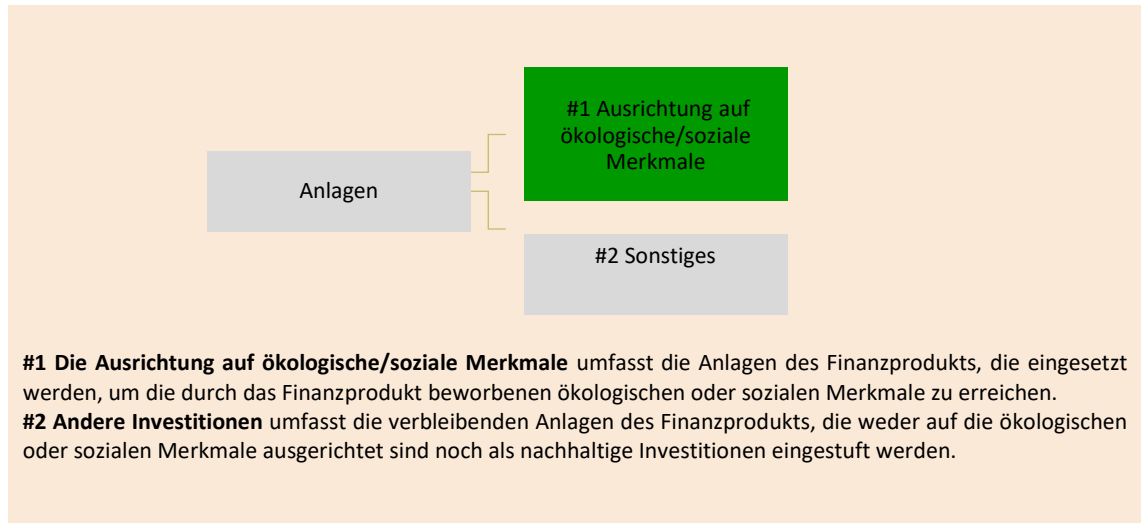 #1 Ausrichtung auf
ökologische/soziale
Merkmale
Anlagen
#2 Sonstiges
#1 Die Ausrichtung auf ökologische/soziale Merkmale umfasst die Anlagen des Finanzprodukts, die eingesetzt
werden, um die durch das Finanzprodukt beworbenen ökologischen oder sozialen Merkmale zu erreichen.
#2 Andere Investitionen umfasst die verbleibenden Anlagen des Finanzprodukts, die weder auf die ökologischen
oder sozialen Merkmale ausgerichtet sind noch als nachhaltige Investitionen eingestuft werden.